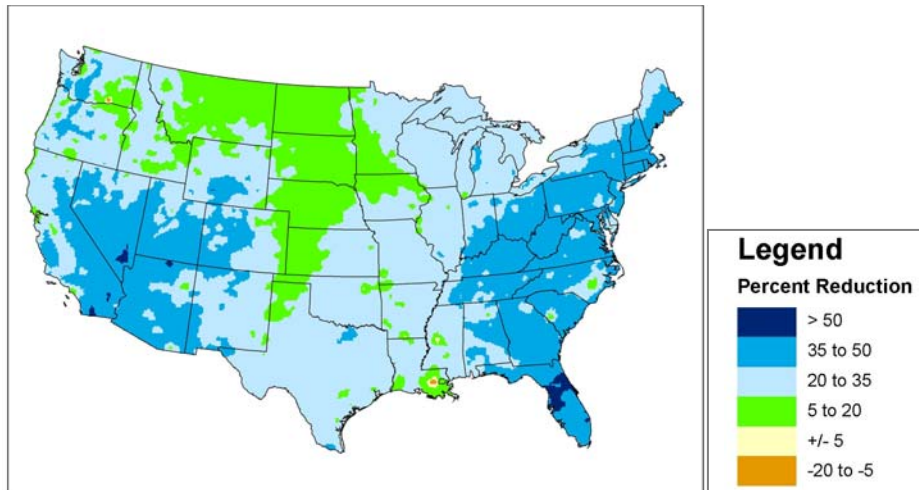 Legend
Percent Reduction
> 50
35 to 50
20 to 35
5 to 20
+/- 5
-20 to -5